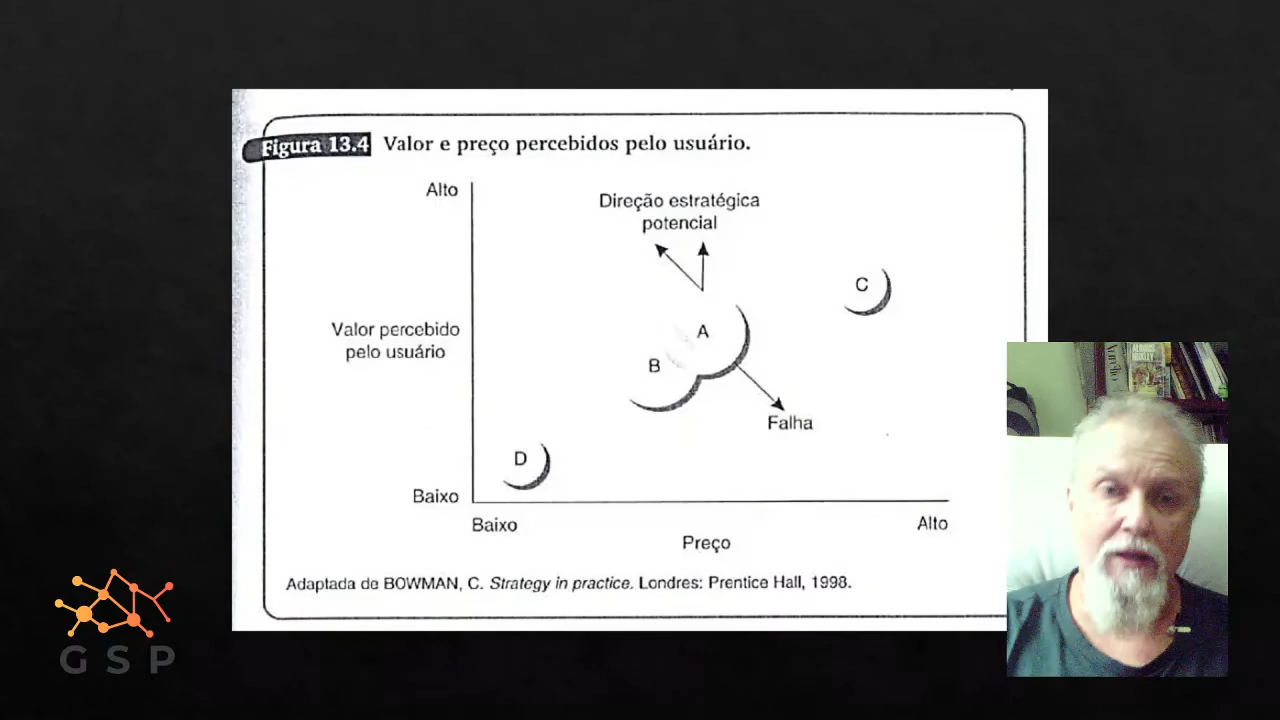 Figura 13.4 Valor e preço percebidos pelo usuário.
Alto
Direção estratégica
potencial
C
Valor percebido
pelo usuário
A
B
Falha
D
Baixo
Baixo
Alto
Preço
Adaptada de BOWMAN, C. Strategy in practice. Londres: Prentice Hall, 1998.
GSP